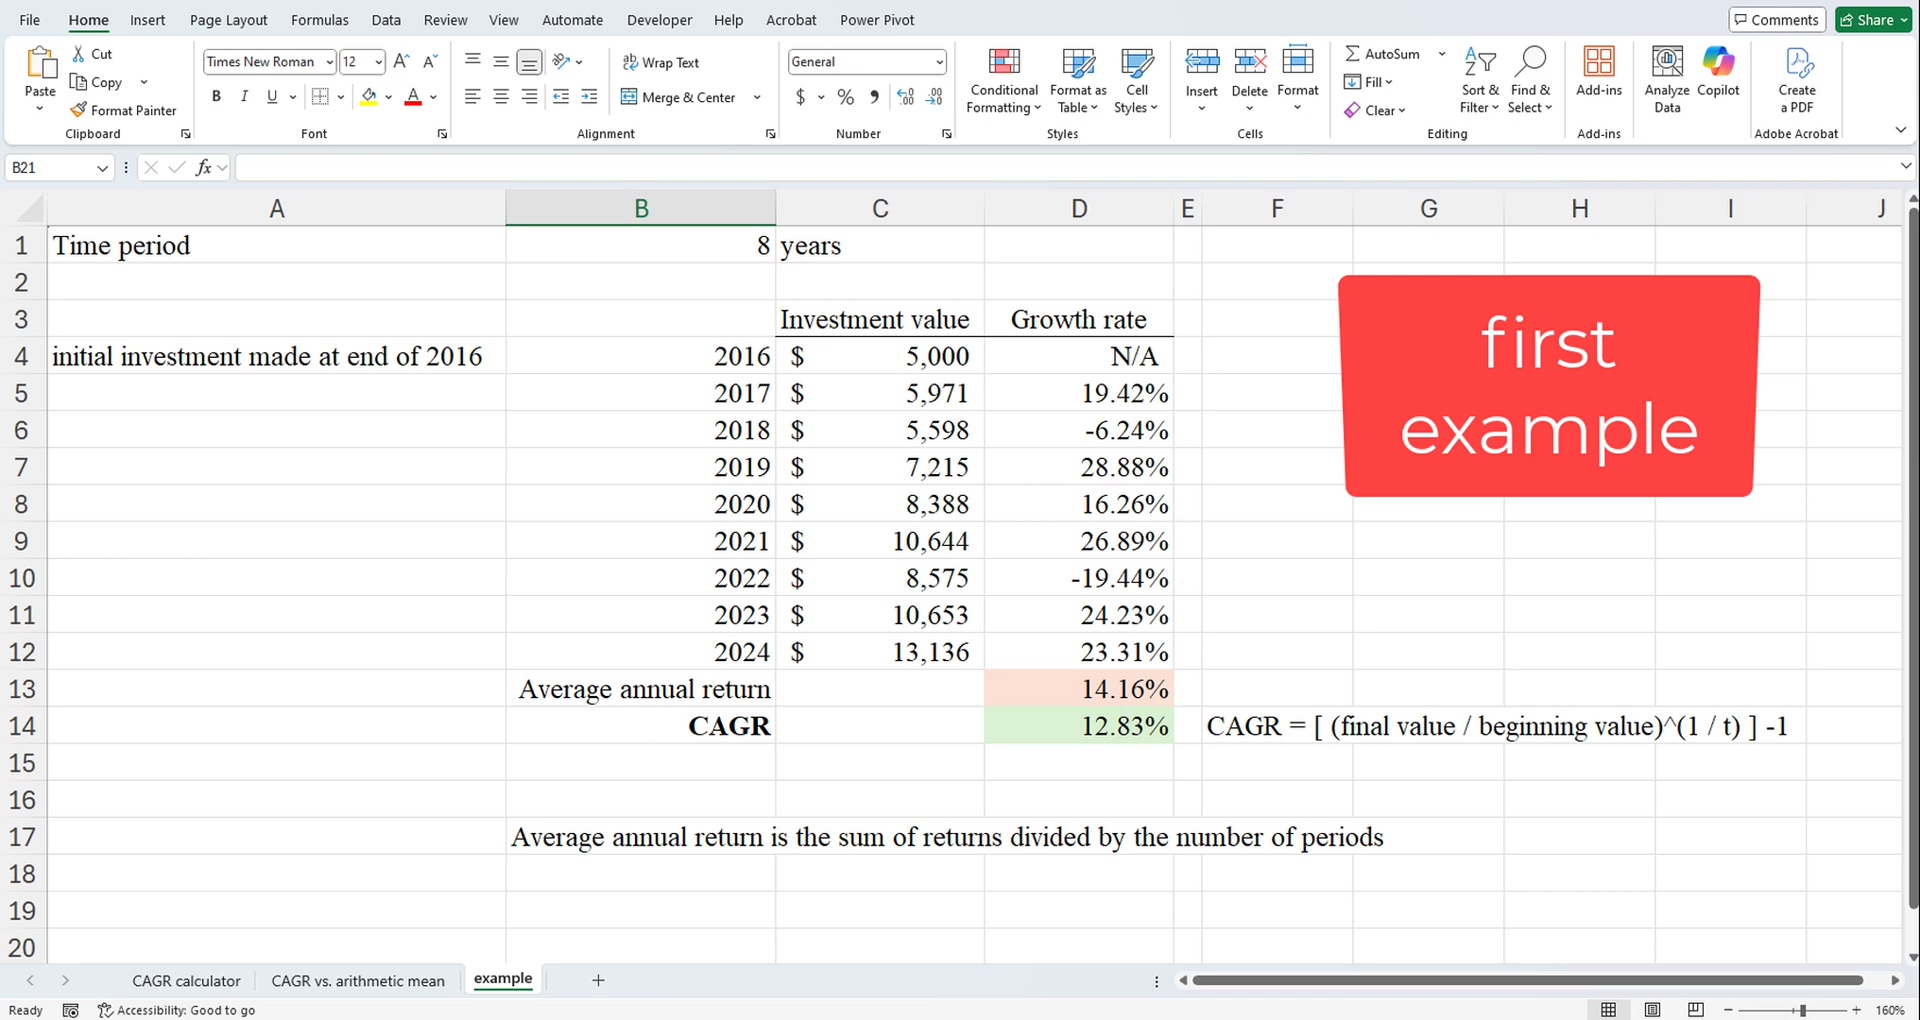 File Home Insert Page Layout Formulas Data Review View Automate Developer Help Acrobat Power Pivot Comments Share
Paste Cut Copy Format Painter Clipboard
Times New Roman 12 B I U A Font
Wrap Text Merge & Center Alignment
General $ % Number
Conditional Formatting Format as Table Cell Styles Styles
Insert Delete Format Cells
AutoSum Fill Clear Sort & Filter Find & Select Editing
Add-ins Add-ins
Analyze Data Copilot
Create a PDF Adobe Acrobat
B21 fx
A B C D E F G H I J
1 Time period 8 years
2
3 Investment value Growth rate
4 initial investment made at end of 2016 2016 $ 5,000 N/A
5 2017 $ 5,971 19.42%
6 2018 $ 5,598 -6.24%
7 2019 $ 7,215 28.88%
8 2020 $ 8,388 16.26%
9 2021 $ 10,644 26.89%
10 2022 $ 8,575 -19.44%
11 2023 $ 10,653 24.23%
12 2024 $ 13,136 23.31%
13 Average annual return 14.16%
14 CAGR 12.83% CAGR = [ (final value / beginning value)^(1 / t) ] -1
15
16
17 Average annual return is the sum of returns divided by the number of periods
18
19
20
first
example
CAGR calculator CAGR vs. arithmetic mean example
Ready Accessibility: Good to go 160%